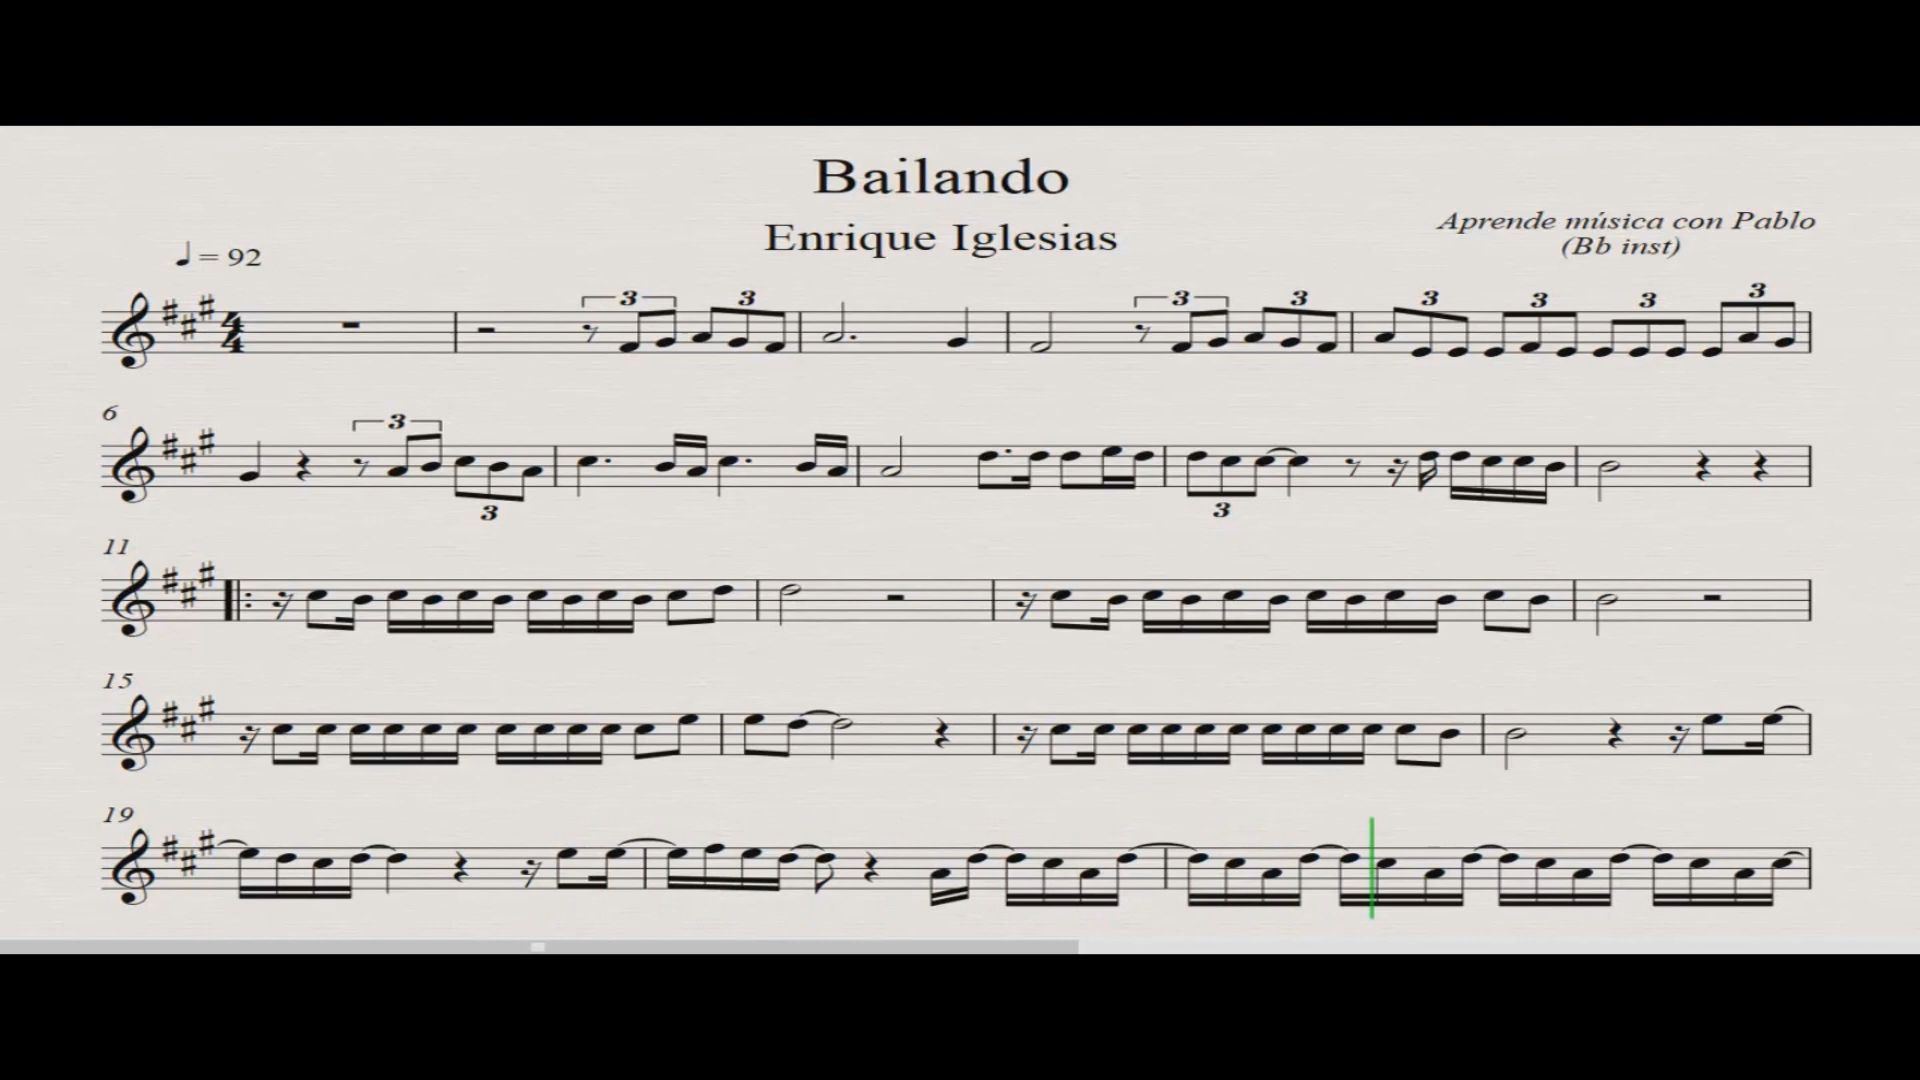 Bailando
Enrique Iglesias
Aprende música con Pablo
(Bb inst)
♩ = 92
3 3 3 3 3 3 3 3
6
3
3 3
11
15
19